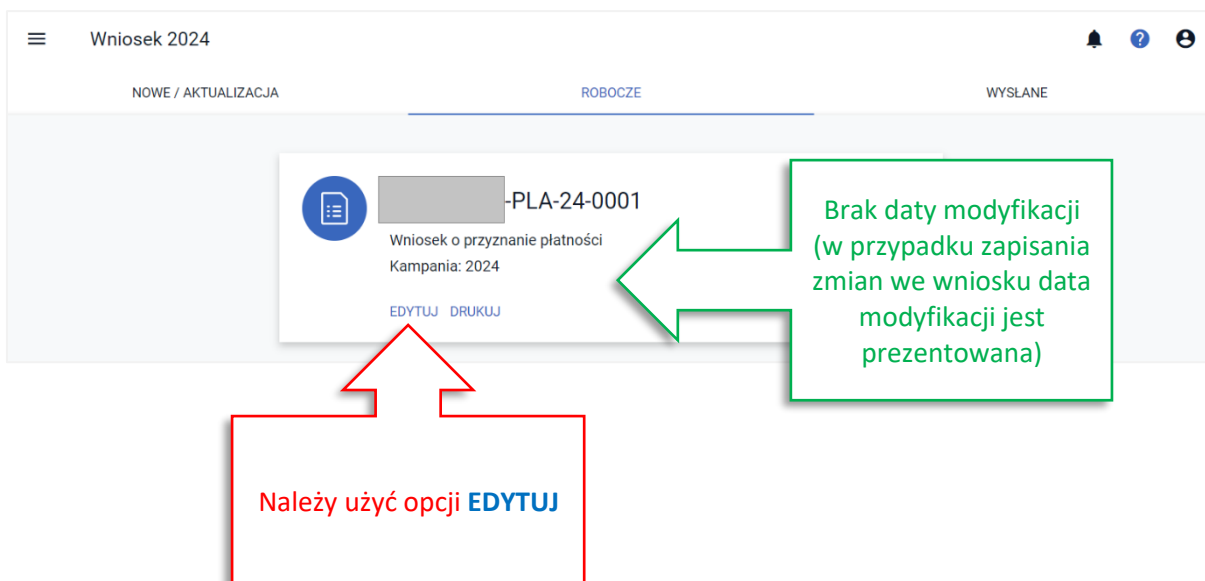 Wniosek 2024
NOWE / AKTUALIZACJA
ROBOCZE
WYSŁANE
-PLA-24-0001
Wniosek o przyznanie płatności
Kampania: 2024
EDYTUJ DRUKUJ
Brak daty modyfikacji
(w przypadku zapisania
zmian we wniosku data
modyfikacji jest
prezentowana)
Należy użyć opcji EDYTUJ